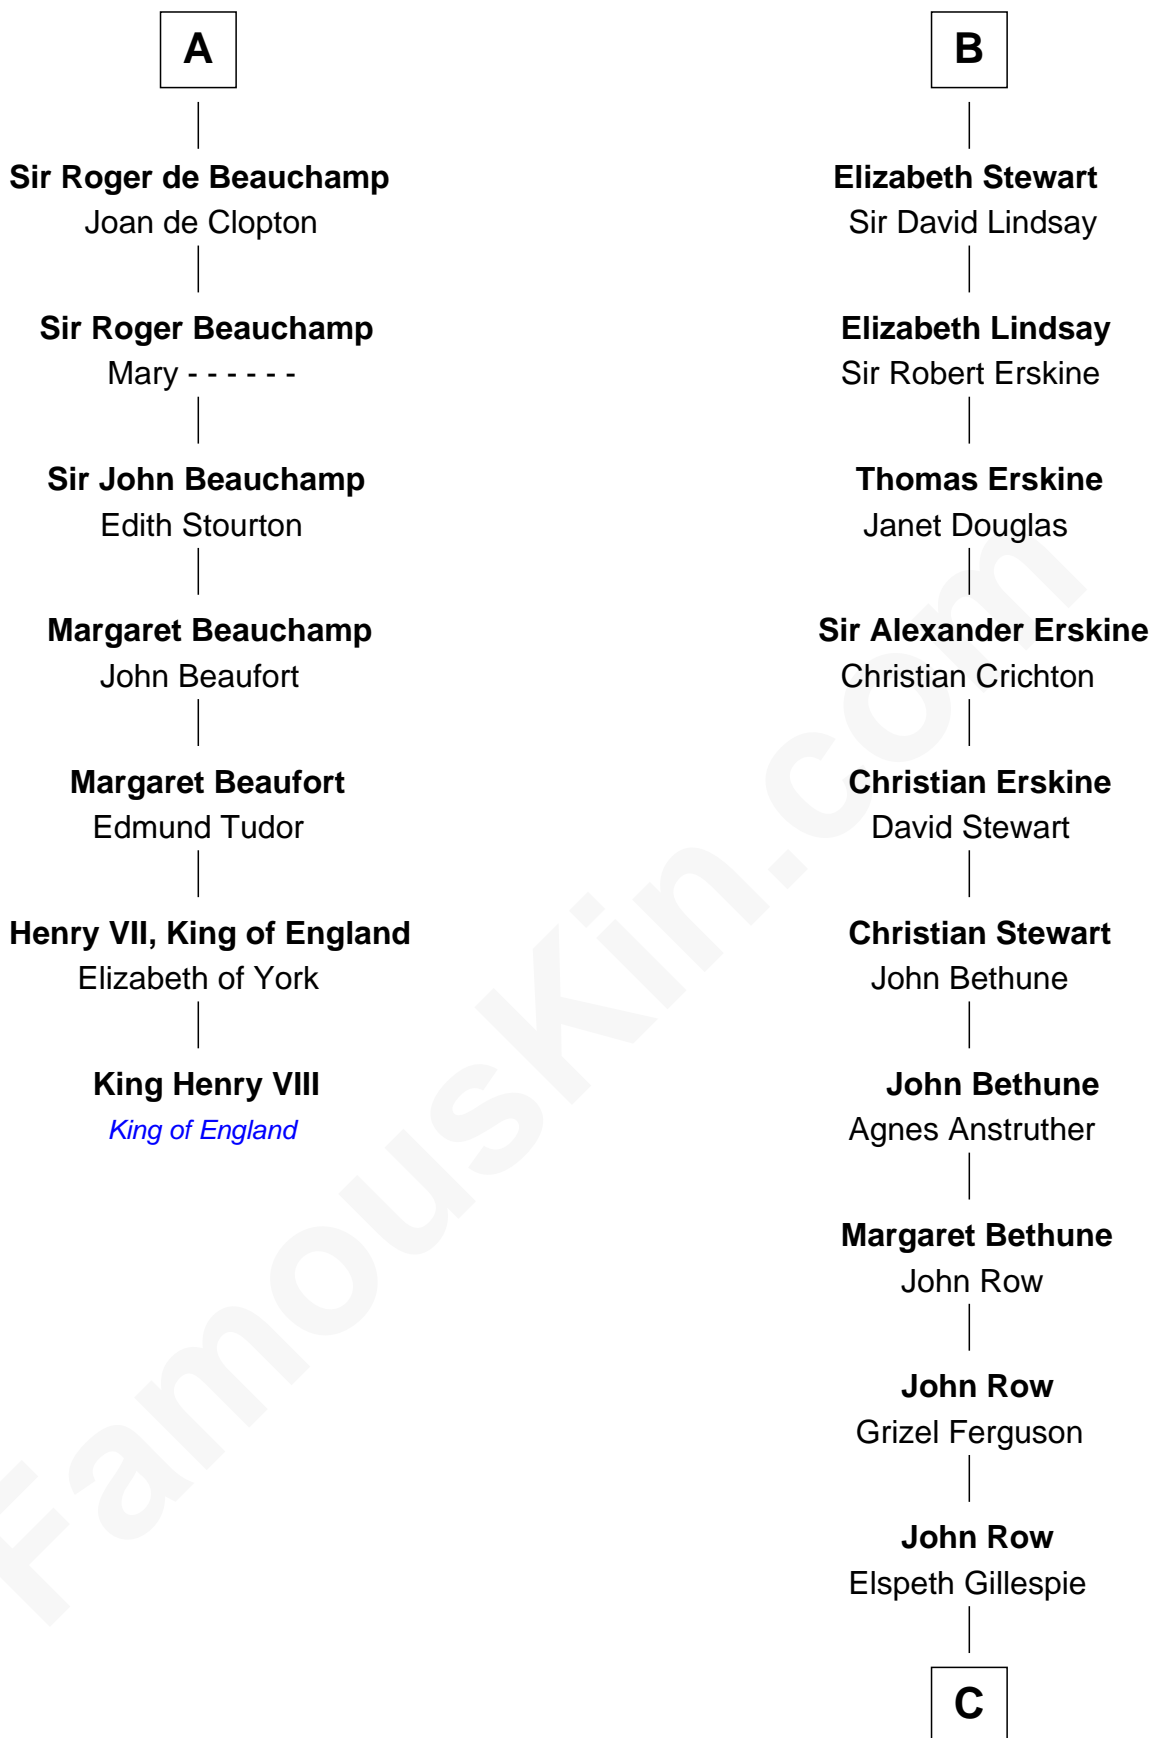 A
Sir Roger de Beauchamp
Joan de Clopton
Sir Roger Beauchamp
Mary - - - - - -
Sir John Beauchamp
Edith Stourton
Margaret Beauchamp
John Beaufort
Margaret Beaufort
Edmund Tudor
Henry VII, King of England
Elizabeth of York
King Henry VIII
King of England
B
Elizabeth Stewart
Sir David Lindsay
Elizabeth Lindsay
Sir Robert Erskine
Thomas Erskine
Janet Douglas
Sir Alexander Erskine
Christian Crichton
Christian Erskine
David Stewart
Christian Stewart
John Bethune
John Bethune
Agnes Anstruther
Margaret Bethune
John Row
John Row
Grizel Ferguson
John Row
Elspeth Gillespie
C
FamousKin.com